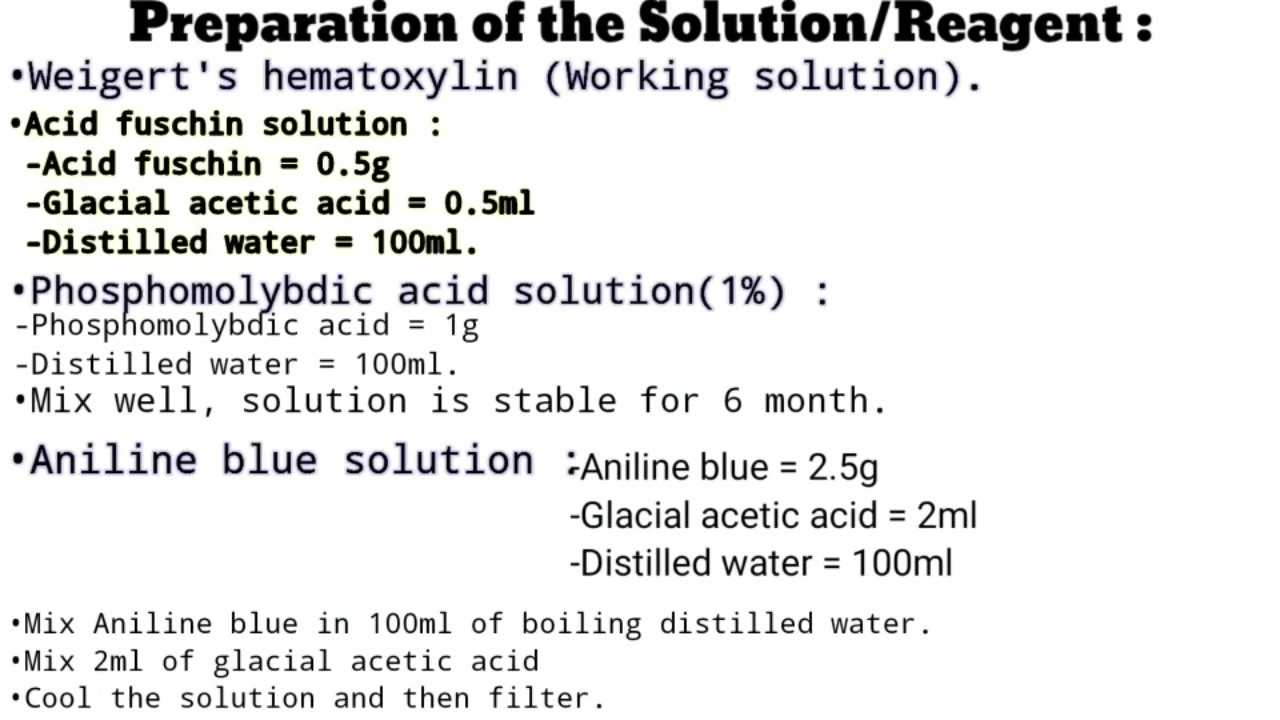 Preparation of the Solution/Reagent :
•Weigert's hematoxylin (Working solution).
•Acid fuschin solution :
-Acid fuschin = 0.5g
-Glacial acetic acid = 0.5ml
-Distilled water = 100ml.
•Phosphomolybdic acid solution(1%) :
-Phosphomolybdic acid = 1g
-Distilled water = 100ml.
•Mix well, solution is stable for 6 month.
•Aniline blue solution :
-Aniline blue = 2.5g
-Glacial acetic acid = 2ml
-Distilled water = 100ml
•Mix Aniline blue in 100ml of boiling distilled water.
•Mix 2ml of glacial acetic acid
•Cool the solution and then filter.